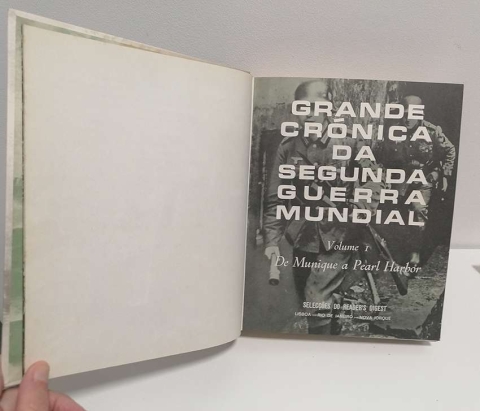 GRANDE
CRÓNICA
DA
SEGUNDA
GUERRA
MUNDIAL
Volume I
De Munique a Pearl Harbor
SELECÇÕES DO READER'S DIGEST
LISBOA — RIO DE JANEIRO — NOVA IORQUE